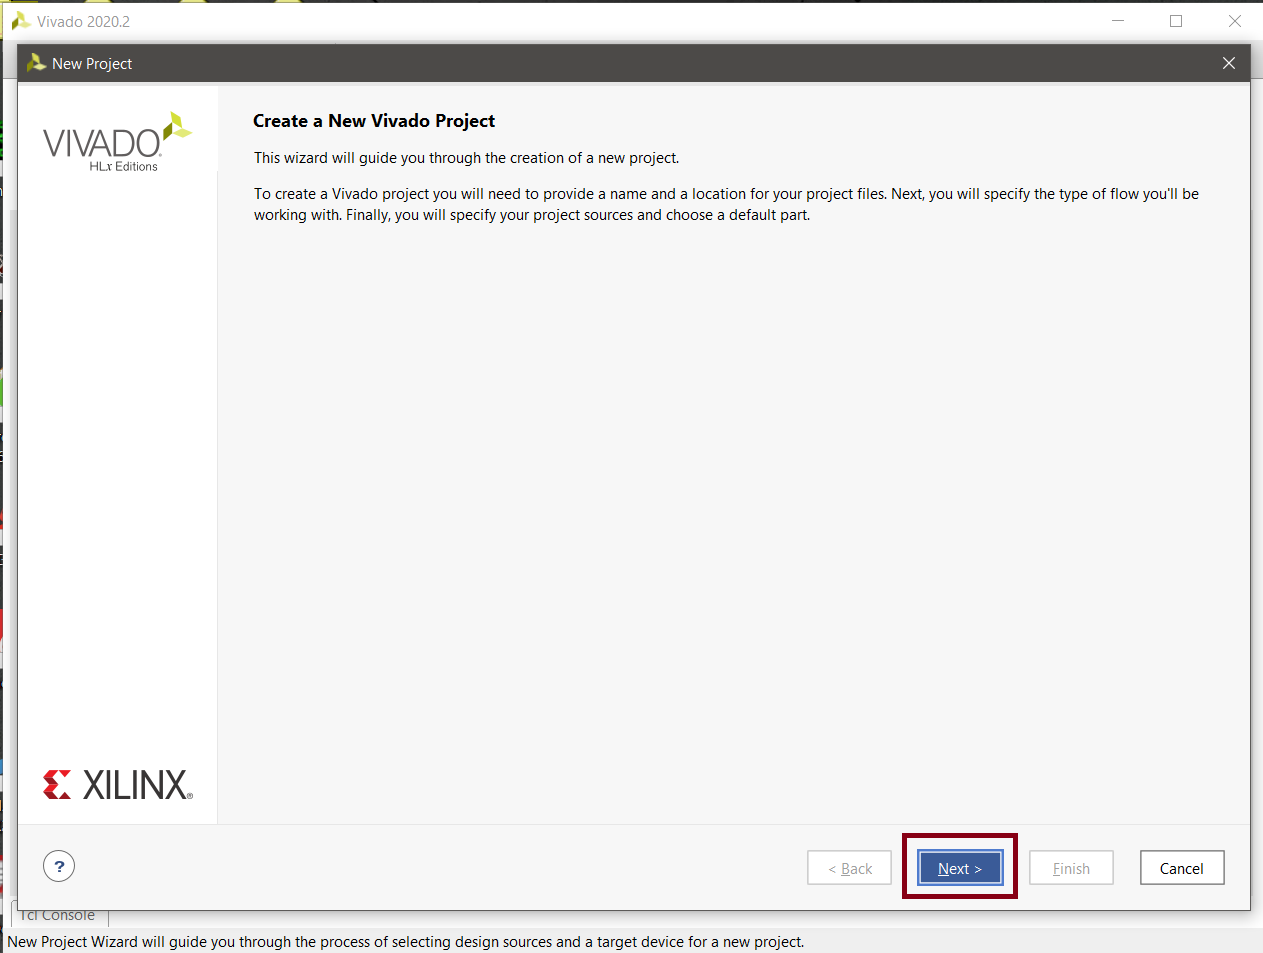 Vivado 2020.2
New Project
VIVADO.
HLx Editions
Create a New Vivado Project
This wizard will guide you through the creation of a new project.
To create a Vivado project you will need to provide a name and a location for your project files. Next, you will specify the type of flow you'll be
working with. Finally, you will specify your project sources and choose a default part.
XILINX®
?
< Back
Next >
Finish
Cancel
Tcl Console
New Project Wizard will guide you through the process of selecting design sources and a target device for a new project.